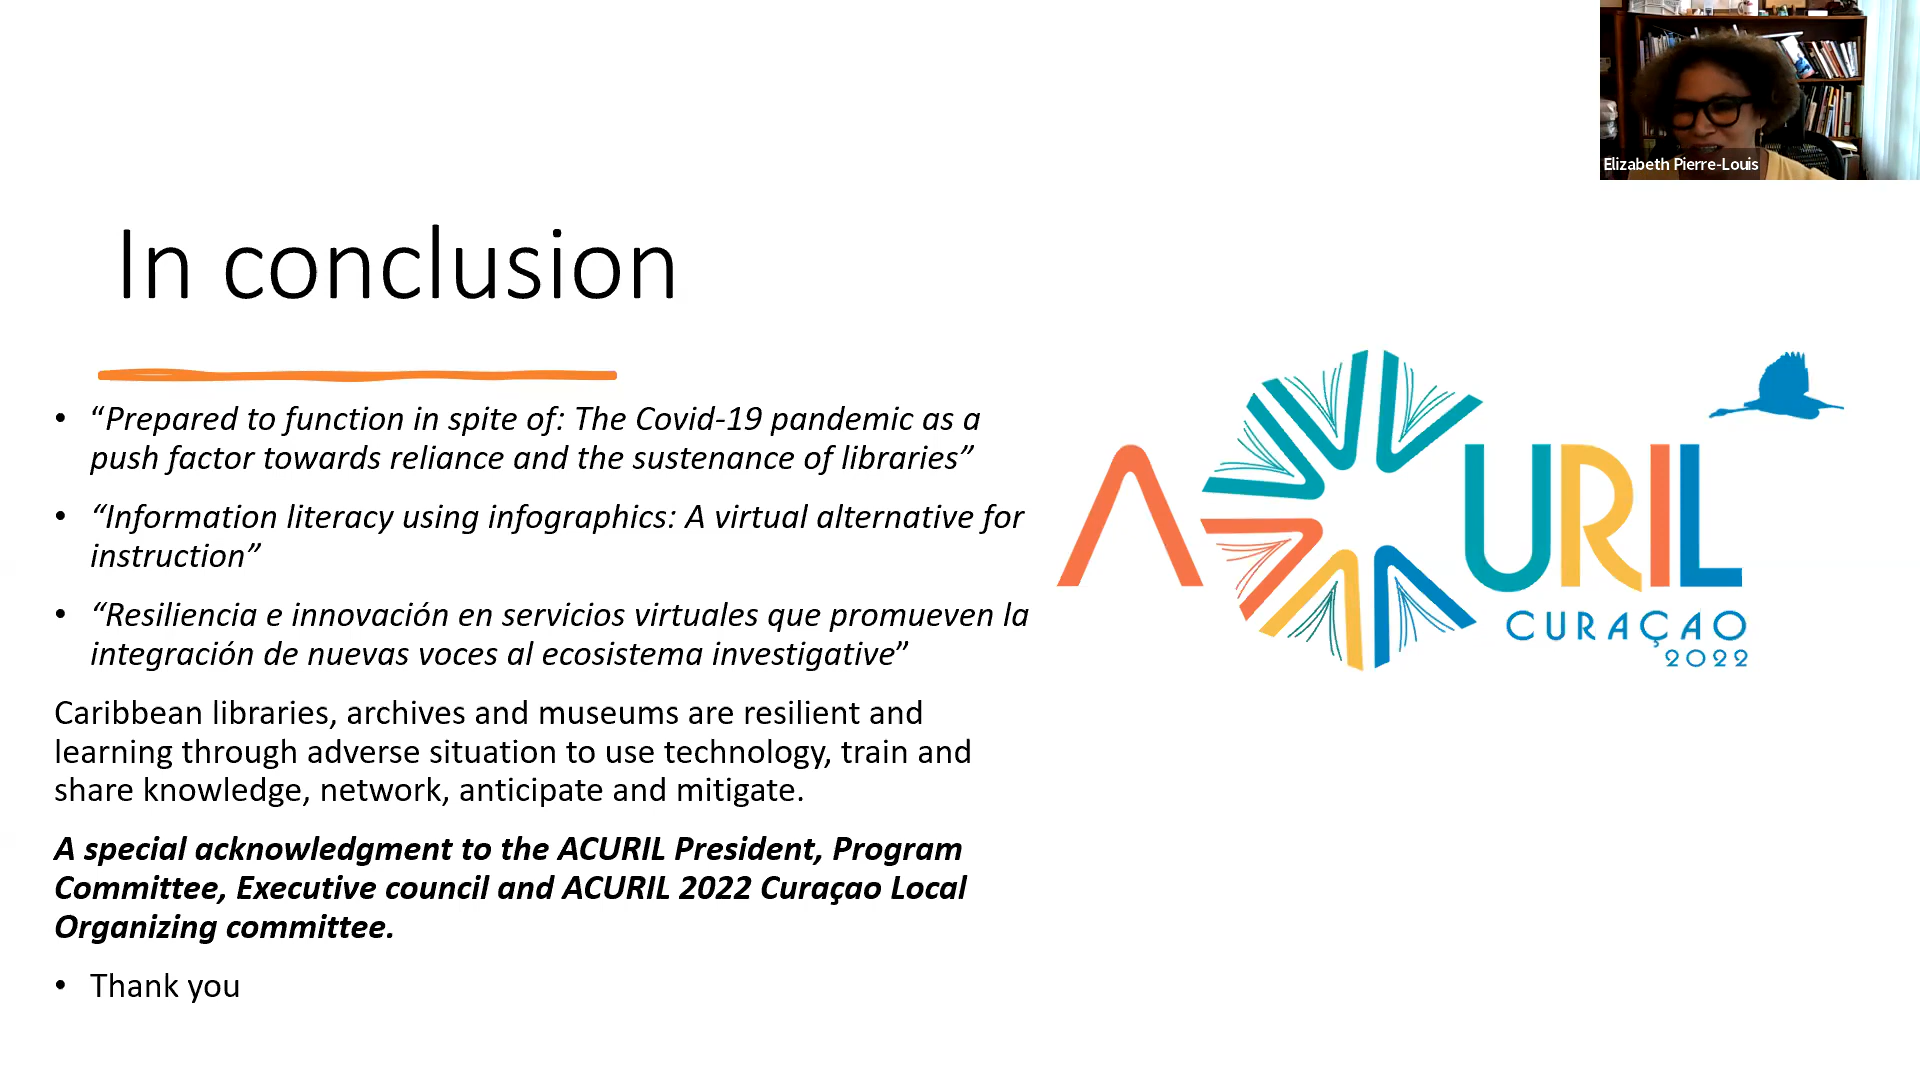 Elizabeth Pierre-Louis
In conclusion
• “Prepared to function in spite of: The Covid-19 pandemic as a
push factor towards reliance and the sustenance of libraries”
• “Information literacy using infographics: A virtual alternative for
instruction”
• “Resiliencia e innovación en servicios virtuales que promueven la
integración de nuevas voces al ecosistema investigative”
Caribbean libraries, archives and museums are resilient and
learning through adverse situation to use technology, train and
share knowledge, network, anticipate and mitigate.
A special acknowledgment to the ACURIL President, Program
Committee, Executive council and ACURIL 2022 Curaçao Local
Organizing committee.
• Thank you
ACURIL
CURAÇAO
2022